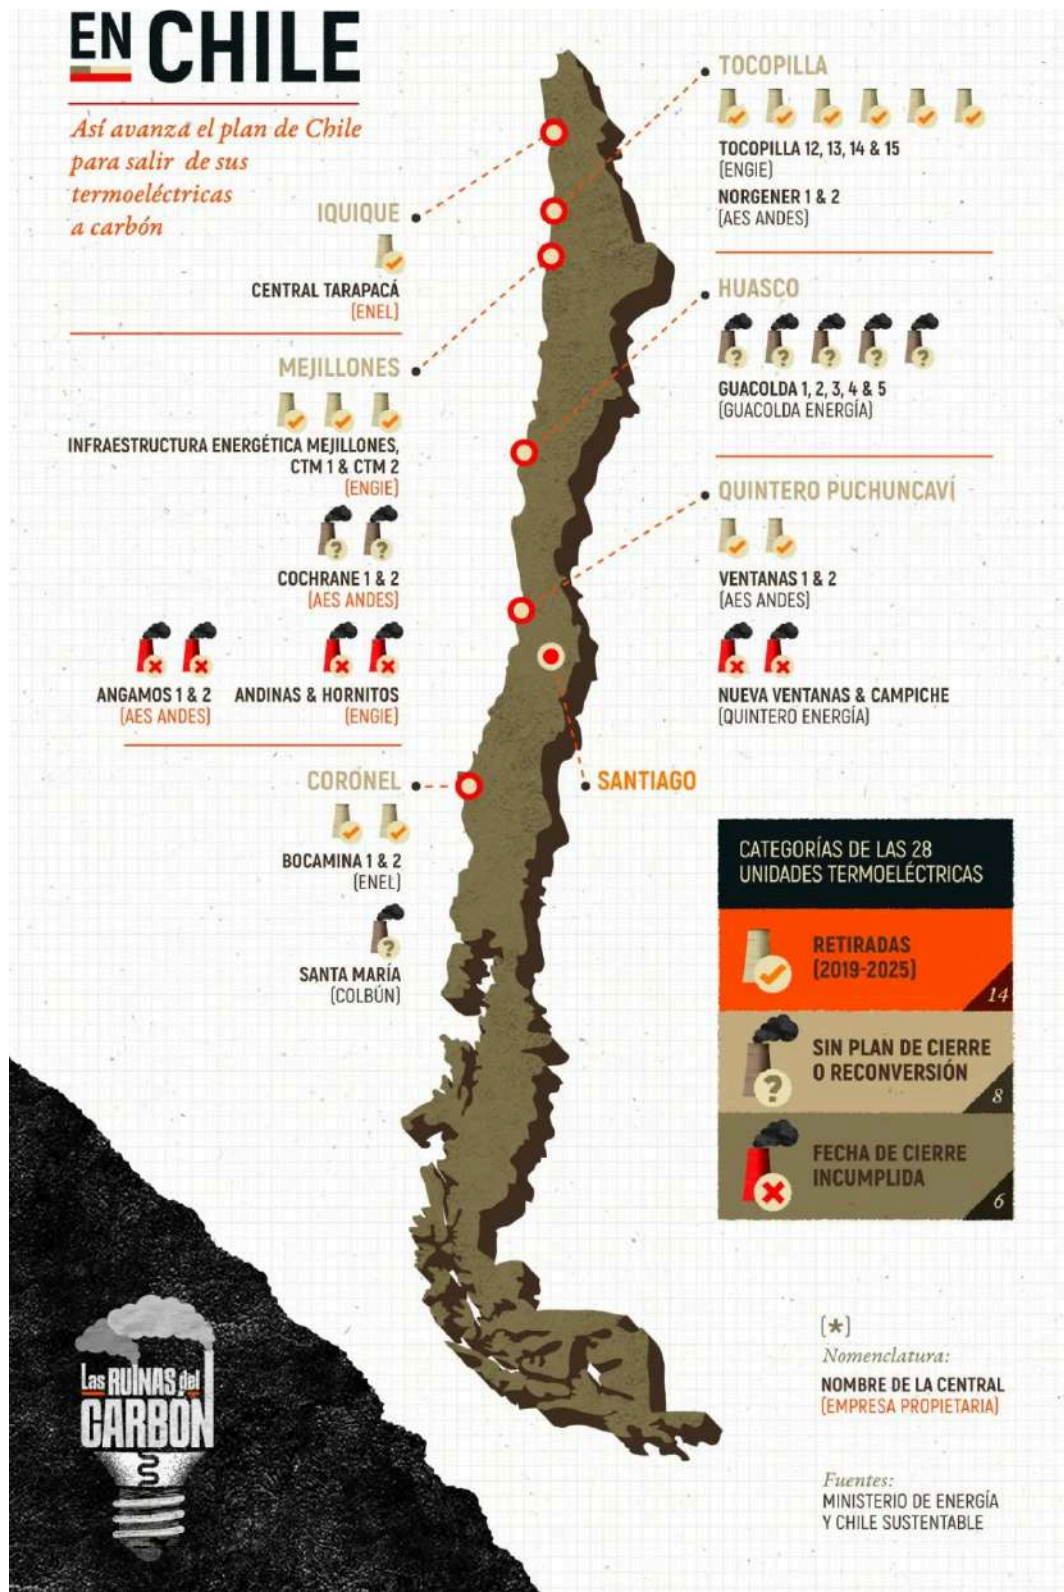 EN CHILE
Así avanza el plan de Chile
para salir de sus
termoeléctricas
a carbón
IQUIQUE
CENTRAL TARAPACÁ
(ENEL)
MEJILLONES
INFRAESTRUCTURA ENERGÉTICA MEJILLONES,
CTM 1 & CTM 2
(ENGIE)
COCHRANE 1 & 2
(AES ANDES)
ANGAMOS 1 & 2
(AES ANDES)
ANDINAS & HORNITOS
(ENGIE)
CORONEL
BOCAMINA 1 & 2
(ENEL)
SANTA MARÍA
(COLBÚN)
TOCOPILLA
TOCOPILLA 12, 13, 14 & 15
(ENGIE)
NORGENER 1 & 2
(AES ANDES)
HUASCO
GUACOLDA 1, 2, 3, 4 & 5
(GUACOLDA ENERGÍA)
QUINTERO PUCHUNCAVÍ
VENTANAS 1 & 2
(AES ANDES)
NUEVA VENTANAS & CAMPICHE
(QUINTERO ENERGÍA)
SANTIAGO
CATEGORÍAS DE LAS 28
UNIDADES TERMOELÉCTRICAS
RETIRADAS
(2019-2025)
14
SIN PLAN DE CIERRE
O RECONVERSIÓN
8
FECHA DE CIERRE
INCUMPLIDA
6
(*)
Nomenclatura:
NOMBRE DE LA CENTRAL
(EMPRESA PROPIETARIA)
Fuentes:
MINISTERIO DE ENERGÍA
Y CHILE SUSTENTABLE
Las RUINAS del
CARBÓN